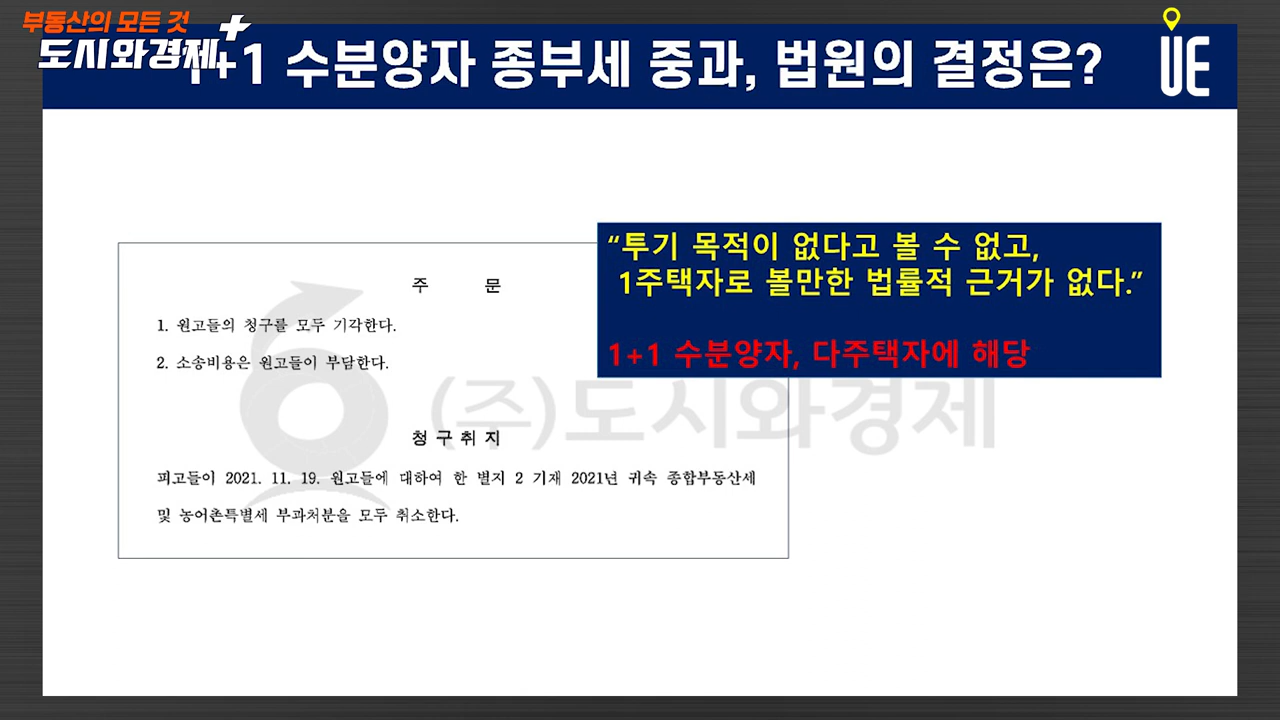 부동산의 모든 것
도시와경제+
1+1 수분양자 종부세 중과, 법원의 결정은?
UE
“투기 목적이 없다고 볼 수 없고,
1주택자로 볼만한 법률적 근거가 없다.”
1+1 수분양자, 다주택자에 해당
주 문
1. 원고들의 청구를 모두 기각한다.
2. 소송비용은 원고들이 부담한다.
(주)도시와경제
청 구 취 지
피고들이 2021. 11. 19. 원고들에 대하여 한 별지 2 기재 2021년 귀속 종합부동산세
및 농어촌특별세 부과처분을 모두 취소한다.